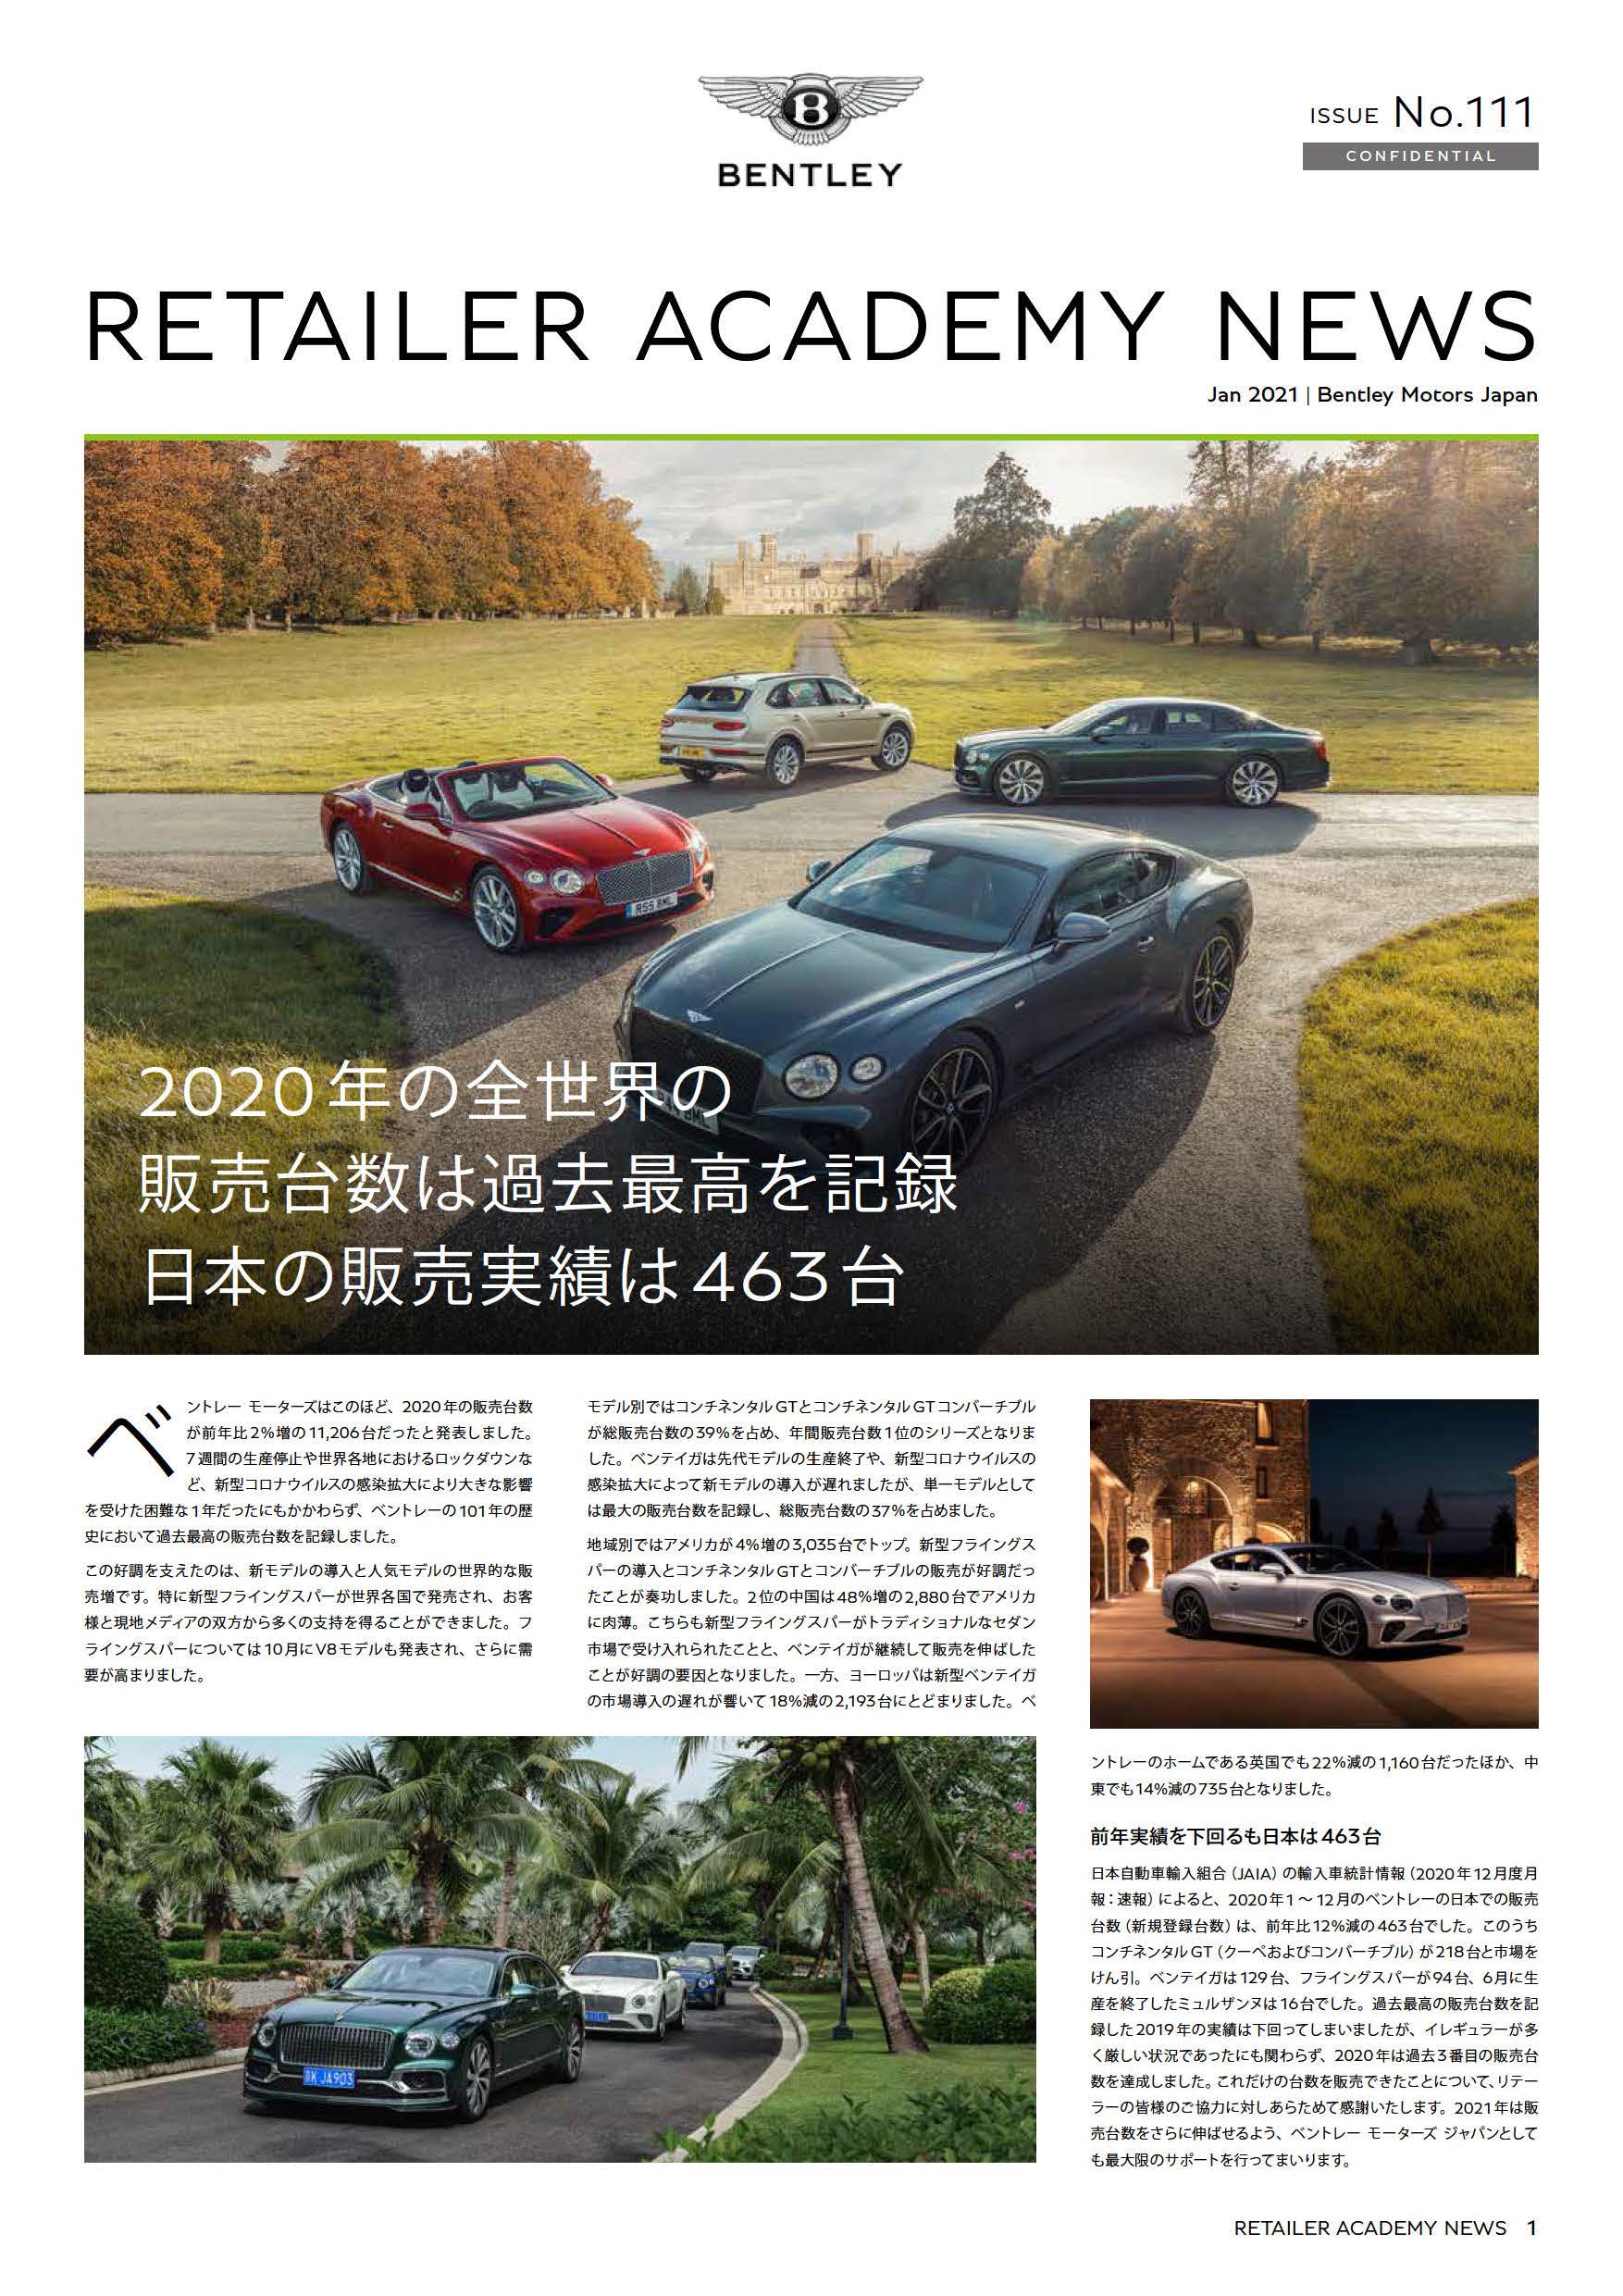 BENTLEY
ISSUE No.111
CONFIDENTIAL
RETAILER ACADEMY NEWS
Jan 2021 | Bentley Motors Japan
R55 BML
2020年の全世界の
販売台数は過去最高を記録
日本の販売実績は463台
ベントレー モーターズはこのほど、2020年の販売台数
が前年比2%増の11,206台だったと発表しました。
7週間の生産停止や世界各地におけるロックダウンな
ど、新型コロナウイルスの感染拡大により大きな影響
を受けた困難な1年だったにもかかわらず、ベントレーの101年の歴
史において過去最高の販売台数を記録しました。
この好調を支えたのは、新モデルの導入と人気モデルの世界的な販
売増です。特に新型フライングスパーが世界各国で発売され、お客
様と現地メディアの双方から多くの支持を得ることができました。フ
ライングスパーについては10月にV8モデルも発表され、さらに需
要が高まりました。
モデル別ではコンチネンタルGTとコンチネンタルGTコンバーチブル
が総販売台数の39%を占め、年間販売台数1位のシリーズとなりま
した。ベンテイガは先代モデルの生産終了や、新型コロナウイルスの
感染拡大によって新モデルの導入が遅れましたが、単一モデルとして
は最大の販売台数を記録し、総販売台数の37%を占めました。
地域別ではアメリカが4%増の3,035台でトップ。新型フライングス
パーの導入とコンチネンタルGTとコンバーチブルの販売が好調だっ
たことが奏功しました。2位の中国は48%増の2,880台でアメリカ
に肉薄。こちらも新型フライングスパーがトラディショナルなセダン
市場で受け入れられたことと、ベンテイガが継続して販売を伸ばした
ことが好調の要因となりました。一方、ヨーロッパは新型ベンテイガ
の市場導入の遅れが響いて18%減の2,193台にとどまりました。ベ
ントレーのホームである英国でも22%減の1,160台だったほか、中
東でも14%減の735台となりました。
前年実績を下回るも日本は463台
日本自動車輸入組合（JAIA）の輸入車統計情報（2020年12月度月
報：速報）によると、2020年1～12月のベントレーの日本での販売
台数（新規登録台数）は、前年比12%減の463台でした。このうち
コンチネンタルGT（クーペおよびコンバーチブル）が218台と市場を
けん引。ベンテイガは129台、フライングスパーが94台、6月に生
産を終了したミュルザンヌは16台でした。過去最高の販売台数を記
録した2019年の実績は下回ってしまいましたが、イレギュラーが多
く厳しい状況であったにも関わらず、2020年は過去3番目の販売台
数を達成しました。これだけの台数を販売できたことについて、リテー
ラーの皆様のご協力に対しあらためて感謝いたします。2021年は販
売台数をさらに伸ばせるよう、ベントレー モーターズ ジャパンとして
も最大限のサポートを行ってまいります。
JA903
RETAILER ACADEMY NEWS 1